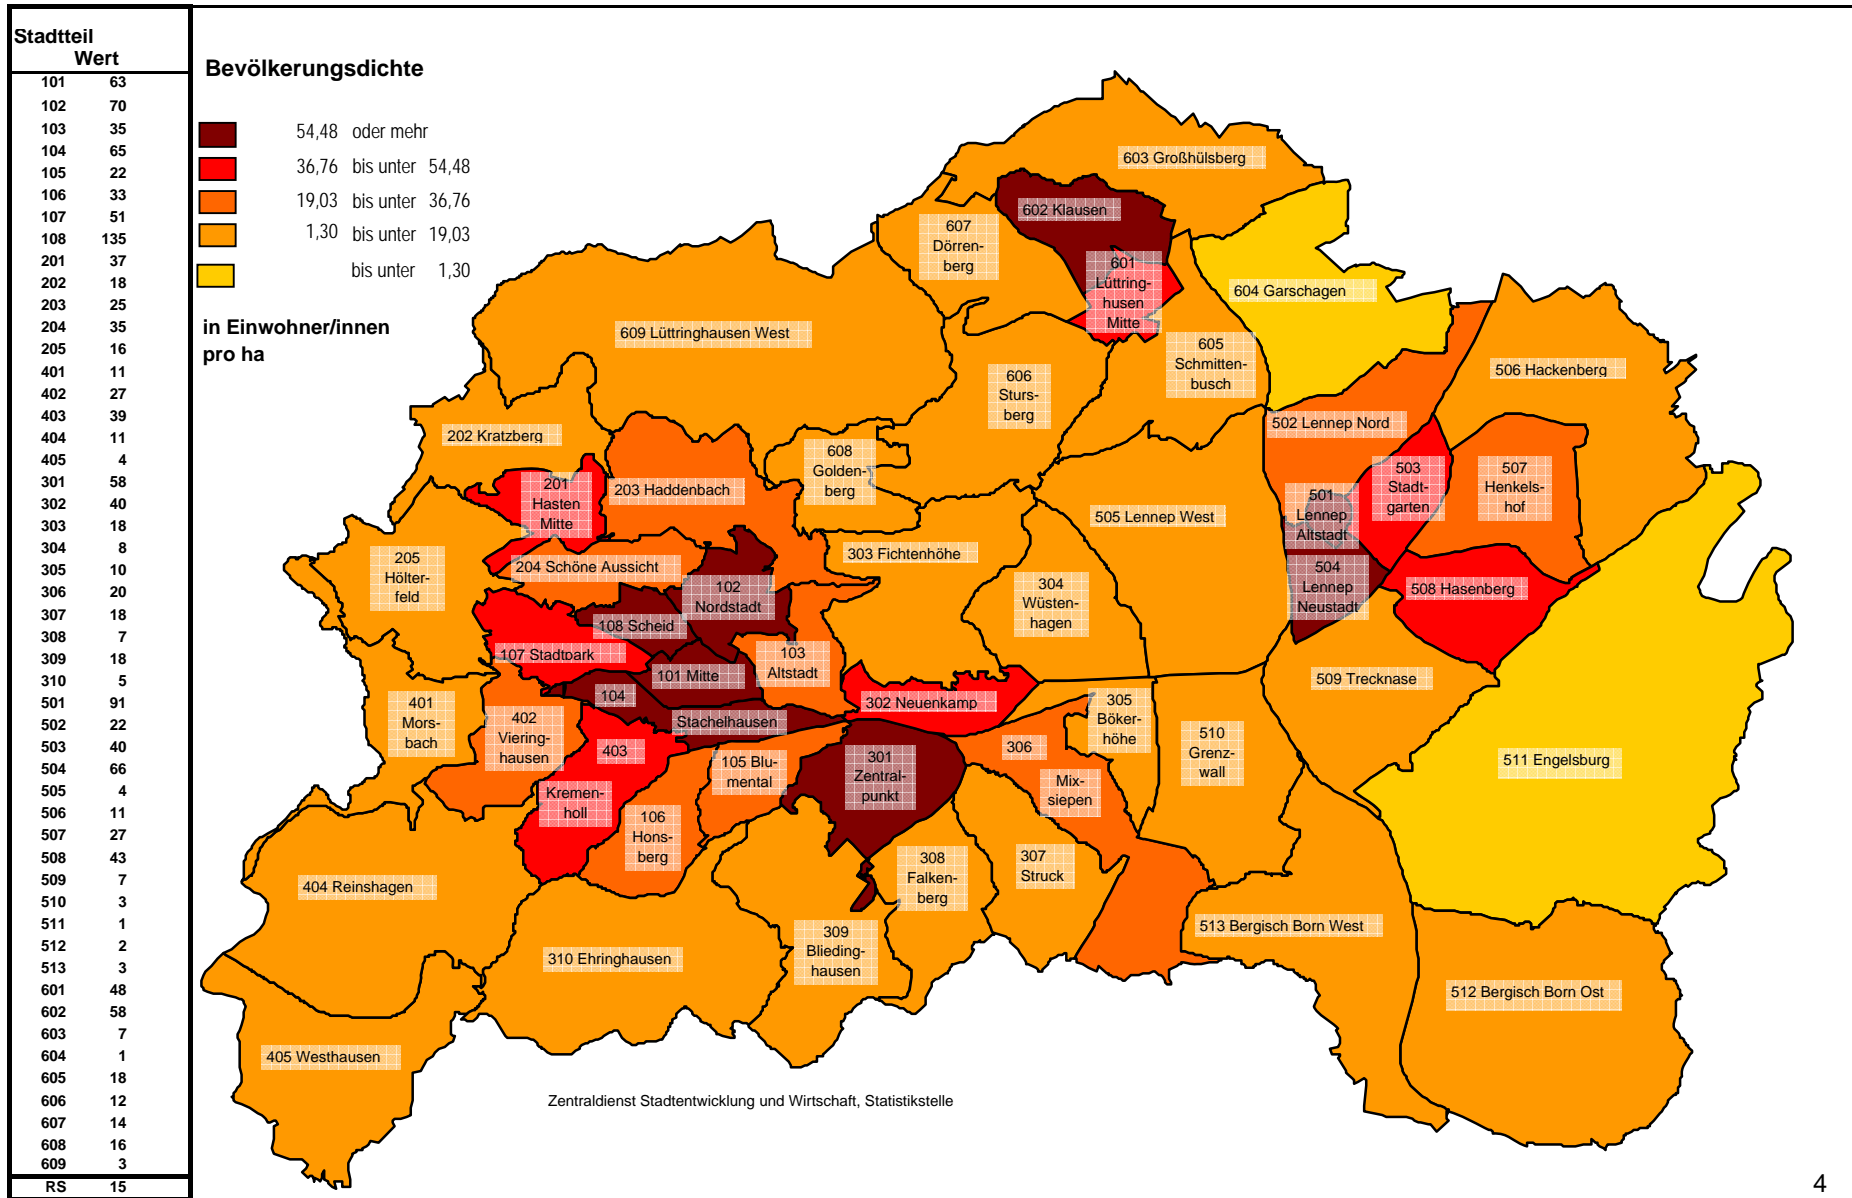 Stadtteil
Wert
101 63
102 70
103 35
104 65
105 22
106 33
107 51
108 135
201 37
202 18
203 25
204 35
205 16
401 11
402 27
403 39
404 11
405 4
301 58
302 40
303 18
304 8
305 10
306 20
307 18
308 7
309 18
310 5
501 91
502 22
503 40
504 66
505 4
506 11
507 27
508 43
509 7
510 3
511 1
512 2
513 3
601 48
602 58
603 7
604 1
605 18
606 12
607 14
608 16
609 3
RS 15
Bevölkerungsdichte
54,48 oder mehr
36,76 bis unter 54,48
19,03 bis unter 36,76
1,30 bis unter 19,03
bis unter 1,30
in Einwohner/innen
pro ha
603 Großhülsberg
602 Klausen
607
Dörren-
berg
601
Lüttring-
husen
Mitte
604 Garschagen
609 Lüttringhausen West
605
Schmitten-
busch
606
Stursberg
berg
506 Hackenberg
502 Lennep Nord
202 Kratzberg
608
Golden-
berg
203 Haddenbach
201
Hasten
Mitte
503
Stadt-
garten
507
Henkels-
hof
501
Lennep
Altstadt
505 Lennep West
303 Fichtenhöhe
205
Hölter-
feld
204 Schöne Aussicht
102
Nordstadt
304
Wüsten-
hagen
504
Lennep
Neustadt
508 Hasenberg
108 Scheid
107 Stadtpark
103
Altstadt
101 Mitte
509 Trecknase
104
Stachelhausen
302 Neuenkamp
305
Böker-
höhe
401
Mors-
bach
402
Viering-
hausen
403
Kremen-
holl
105 Blu-
mental
301
Zentral-
punkt
306
Mix-
siepen
510
Grenz-
wall
511 Engelsburg
106
Hons-
berg
307
Struck
308
Falken-
berg
404 Reinshagen
309
Blieding-
hausen
513 Bergisch Born West
310 Ehringhausen
512 Bergisch Born Ost
405 Westhausen
Zentraldienst Stadtentwicklung und Wirtschaft, Statistikstelle
4